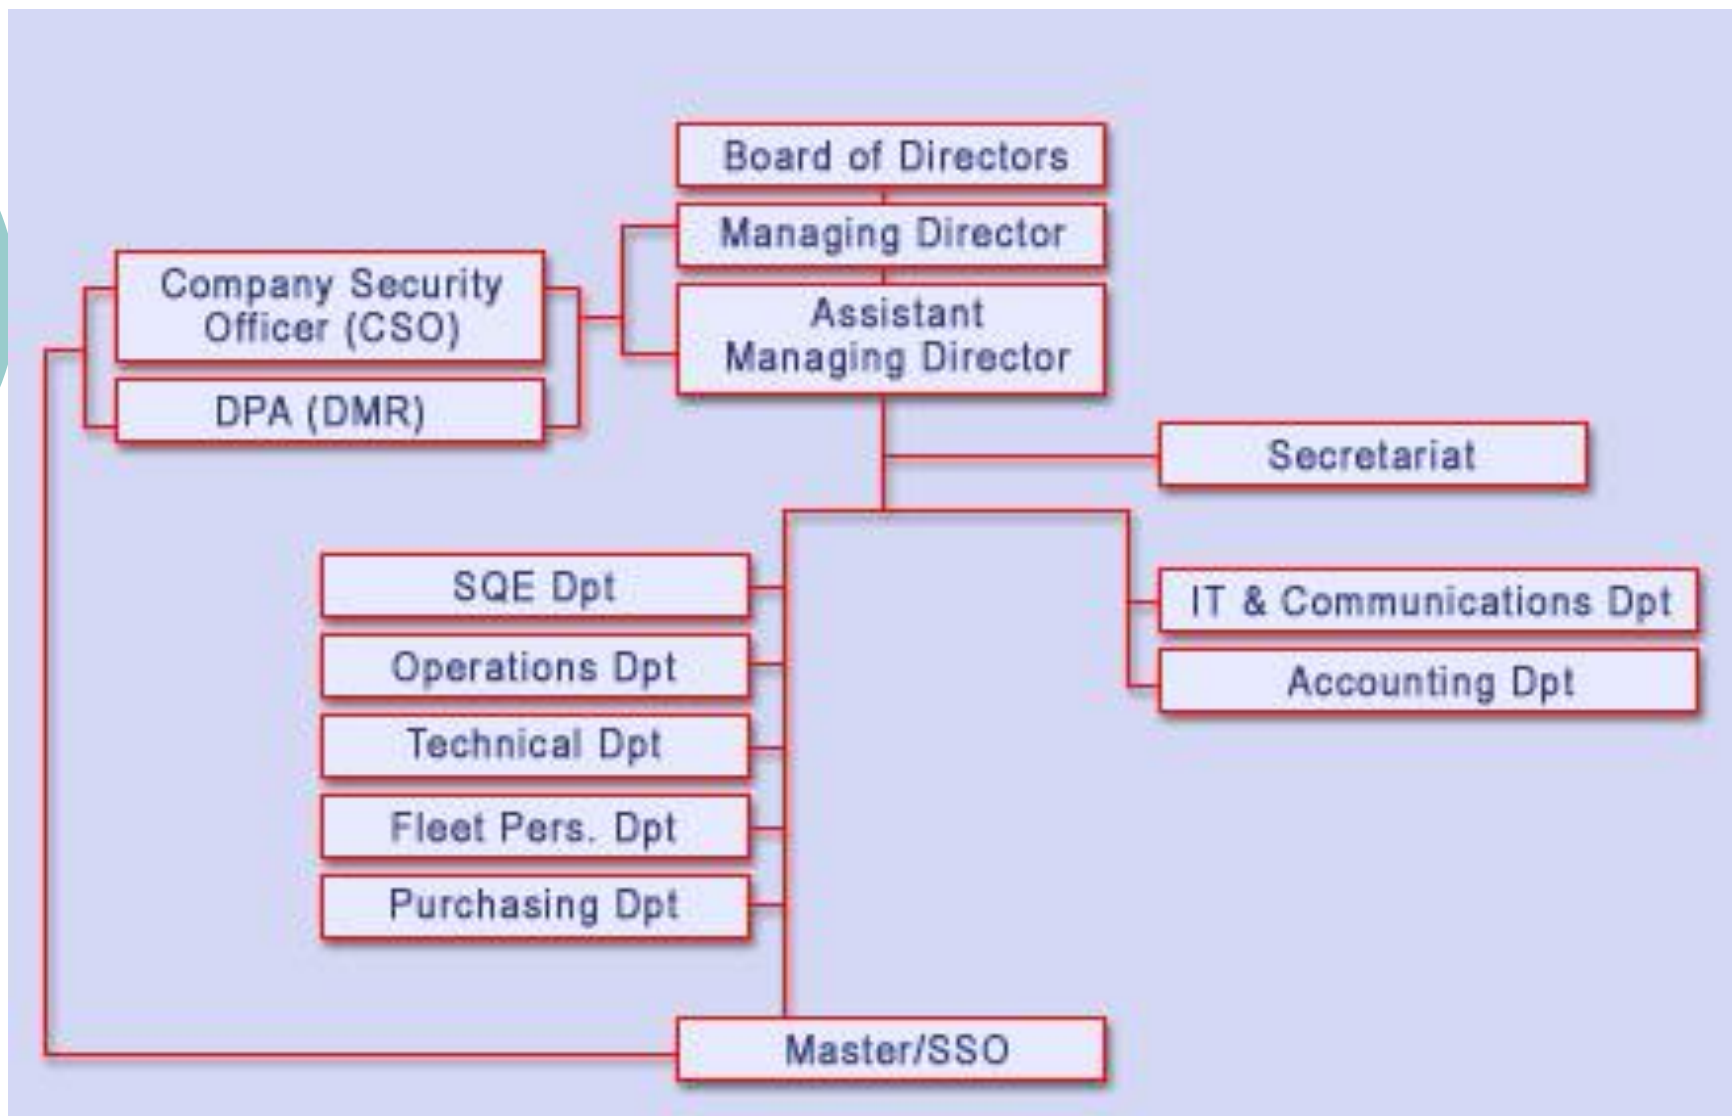 Board of Directors
Managing Director
Assistant
Managing Director
Company Security
Officer (CSO)
DPA (DMR)
Secretariat
SQE Dpt
Operations Dpt
Technical Dpt
Fleet Pers. Dpt
Purchasing Dpt
IT & Communications Dpt
Accounting Dpt
Master/SSO